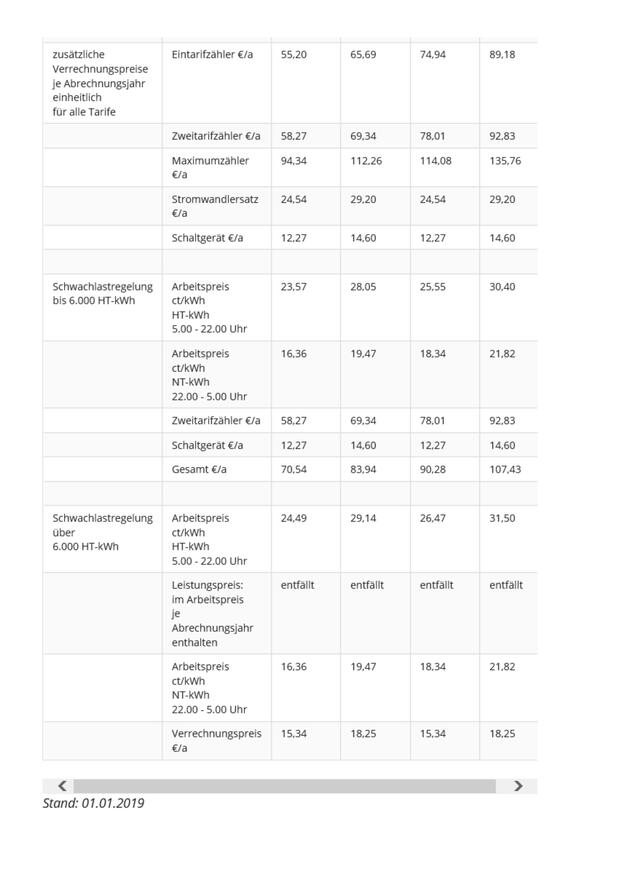 zusätzliche Eintarifzähler €/a 55,20 65,69 74,94 89,18
Verrechnungspreise
je Abrechnungsjahr
einheitlich
für alle Tarife
Zweitarifzähler €/a 58,27 69,34 78,01 92,83
Maximumzähler 94,34 112,26 114,08 135,76
€/a
Stromwandlersatz 24,54 29,20 24,54 29,20
€/a
Schaltgerät €/a 12,27 14,60 12,27 14,60
Schwachlastregelung Arbeitspreis 23,57 28,05 25,55 30,40
bis 6.000 HT-kWh ct/kWh
HT-kWh
5.00 - 22.00 Uhr
Arbeitspreis 16,36 19,47 18,34 21,82
ct/kWh
NT-kWh
22.00 - 5.00 Uhr
Zweitarifzähler €/a 58,27 69,34 78,01 92,83
Schaltgerät €/a 12,27 14,60 12,27 14,60
Gesamt €/a 70,54 83,94 90,28 107,43
Schwachlastregelung Arbeitspreis 24,49 29,14 26,47 31,50
über ct/kWh
6.000 HT-kWh HT-kWh
5.00 - 22.00 Uhr
Leistungspreis: entfällt entfällt entfällt entfällt
im Arbeitspreis
je
Abrechnungsjahr
enthalten
Arbeitspreis 16,36 19,47 18,34 21,82
ct/kWh
NT-kWh
22.00 - 5.00 Uhr
Verrechnungspreis 15,34 18,25 15,34 18,25
€/a
Stand: 01.01.2019